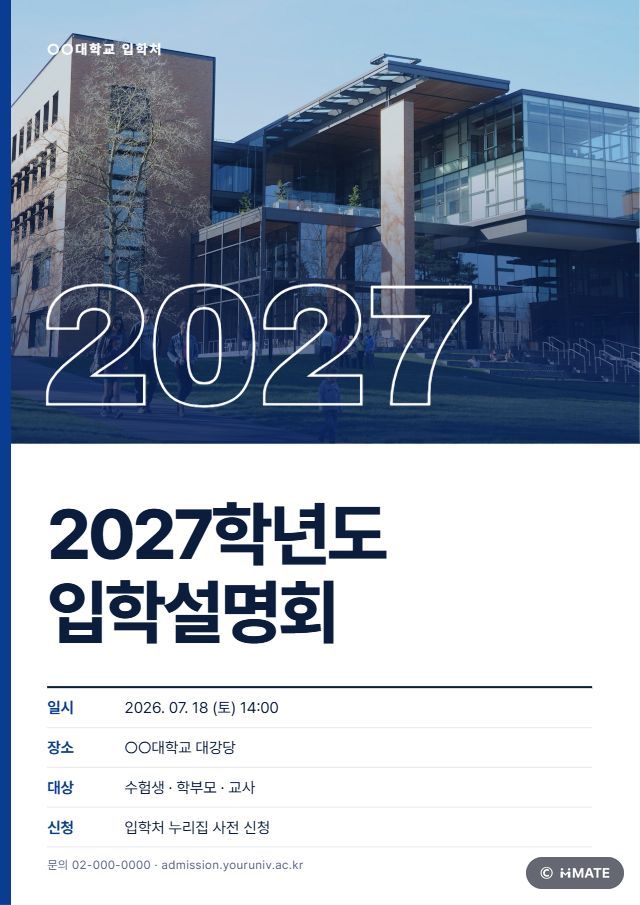 ○○대학교 입학처
2027
2027학년도
입학설명회
일시 2026. 07. 18 (토) 14:00
장소 ○○대학교 대강당
대상 수험생 · 학부모 · 교사
신청 입학처 누리집 사전 신청
문의 02-000-0000 · admission.youruniv.ac.kr
© MMATE